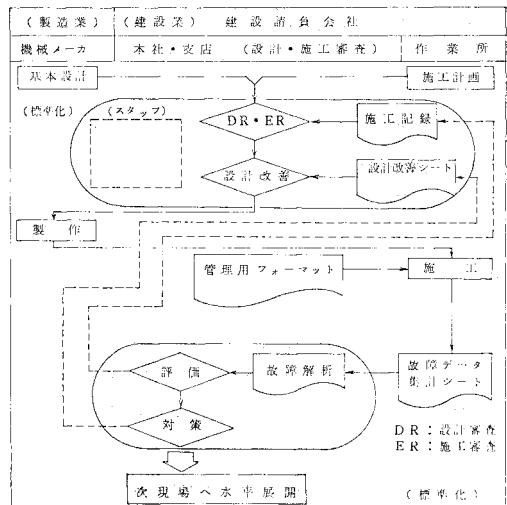 (製造業) (建設業) 建設請負会社
機械メーカ 本社・支店 (設計・施工審査) 作業所
基本設計 施工計画
(標準化) (スタッフ)
DR・ER 施工記録
設計改善 設計改善シート
製作
管理用フォーマット 施工
評価 故障解析 故障データ
集計シート
対策
DR:設計審査
ER:施工審査
次現場へ水平展開 (標準化)